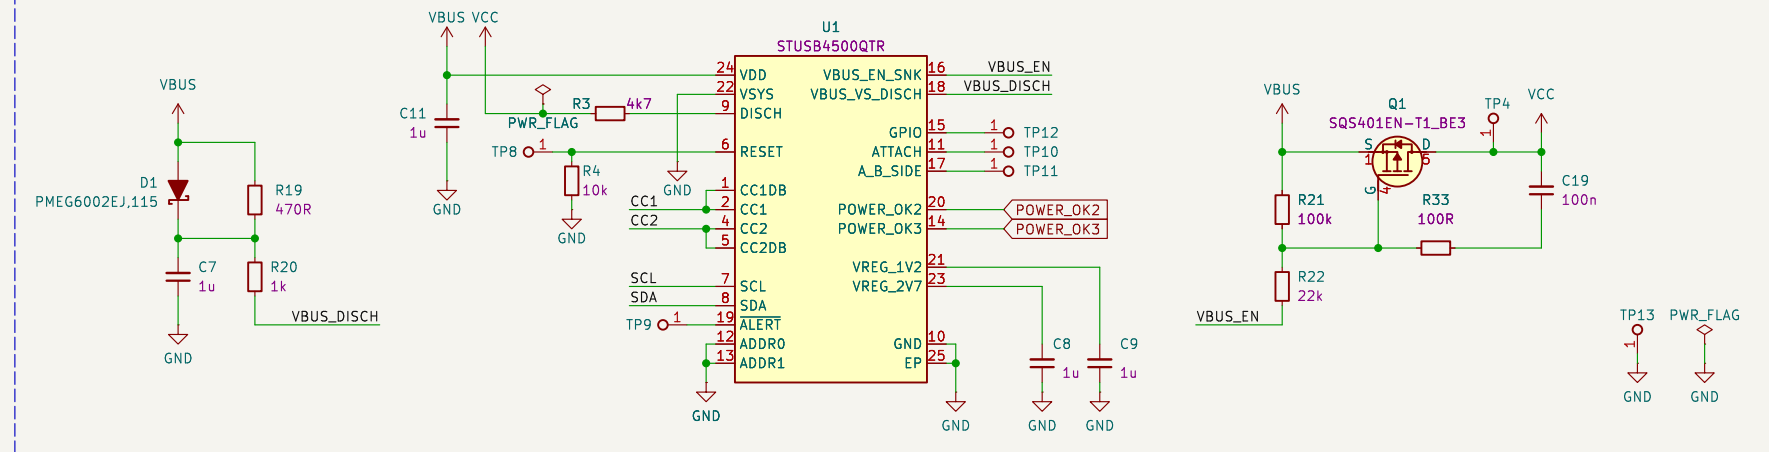 VBUS
D1
PMEG6002EJ,115
R19
470R
C7
1u
R20
1k
VBUS_DISCH
GND
VBUS VCC
C11
1u
GND
PWR_FLAG
R3 4k7
TP8 1
R4
10k
GND
GND
CC1
CC2
SCL
SDA
TP9 1
GND
U1
STUSB4500QTR
24 VDD
22 VSYS
9 DISCH
6 RESET
1 CC1DB
2 CC1
4 CC2
5 CC2DB
7 SCL
8 SDA
19 ALERT
12 ADDR0
13 ADDR1
VBUS_EN_SNK 16 VBUS_EN
VBUS_VS_DISCH 18 VBUS_DISCH
GPIO 15 1 TP12
ATTACH 11 1 TP10
A_B_SIDE 17 1 TP11
POWER_OK2 20 POWER_OK2
POWER_OK3 14 POWER_OK3
VREG_1V2 21
VREG_2V7 23
GND 10
EP 25
GND
C8
1u
GND
C9
1u
GND
VBUS
Q1
SQS401EN-T1_BE3
S
1
D
5
G
4
TP4
1
VCC
C19
100n
R21
100k
R33
100R
R22
22k
VBUS_EN
TP13
1
GND
PWR_FLAG
GND